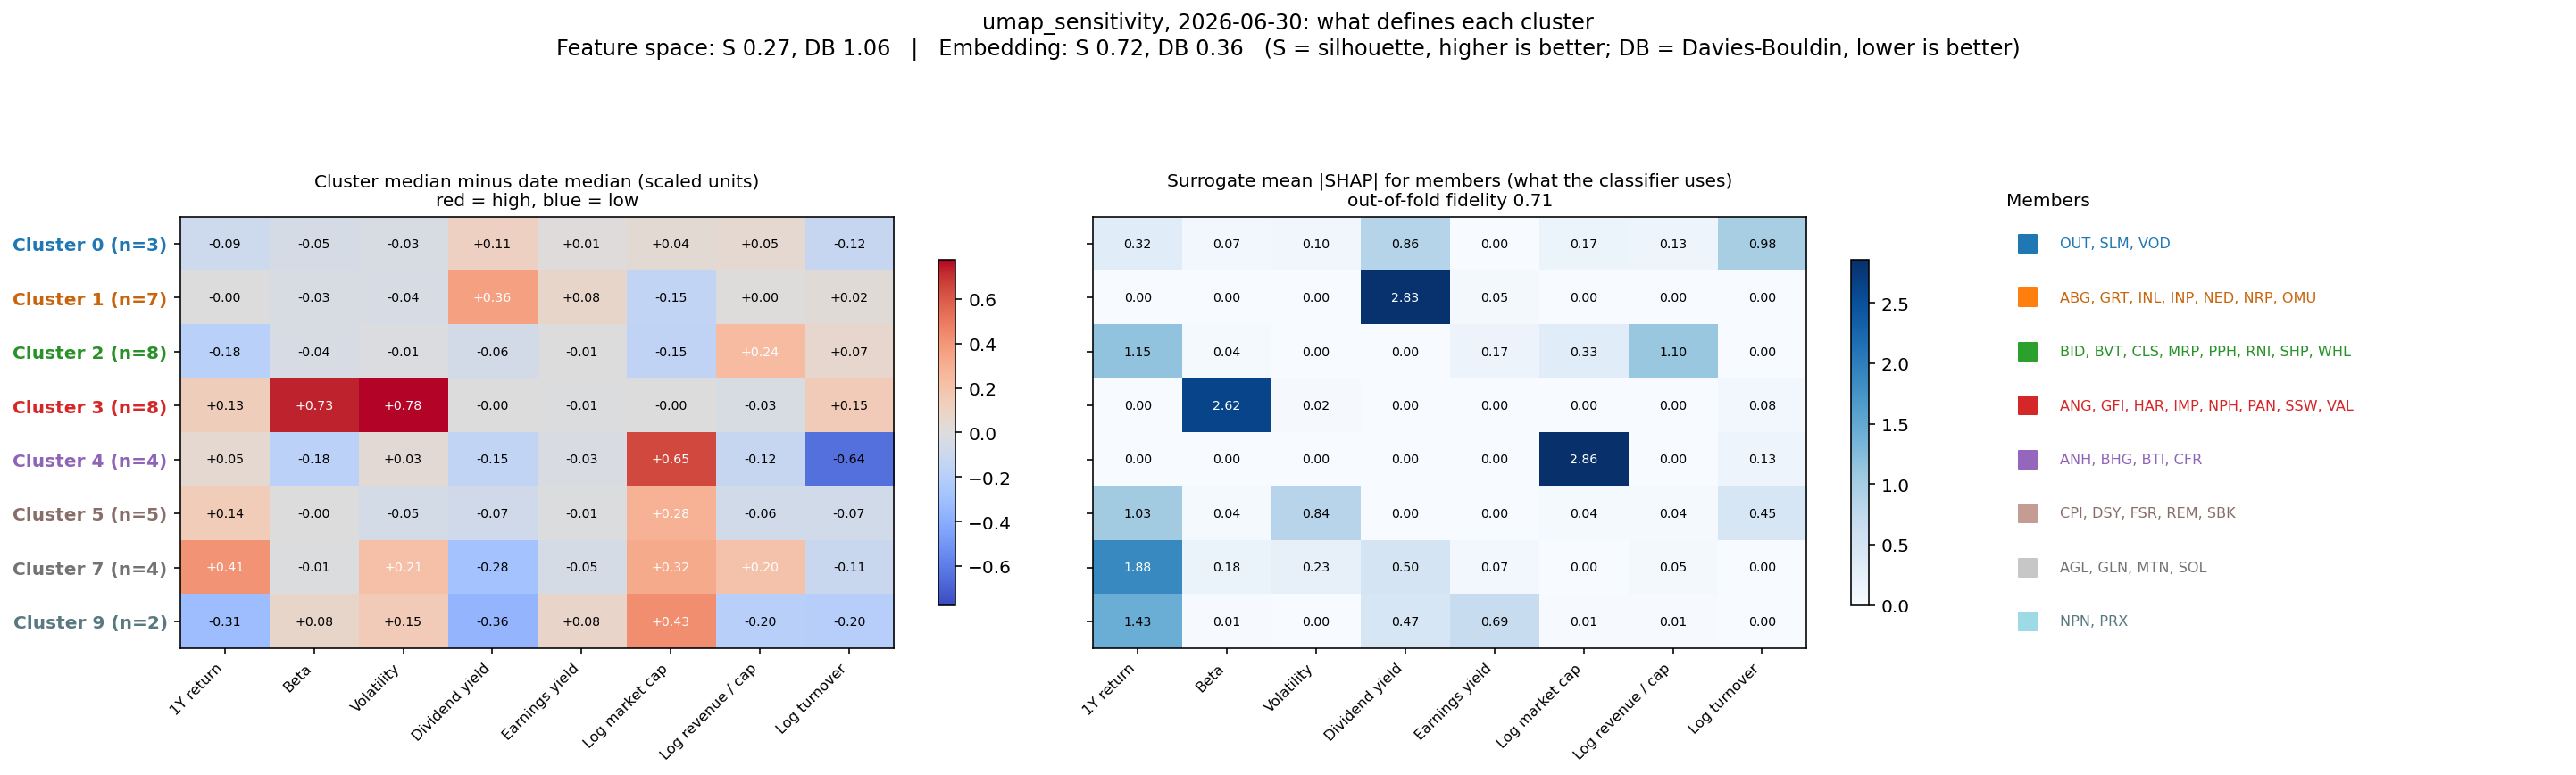 umap_sensitivity, 2026-06-30: what defines each cluster
Feature space: S 0.27, DB 1.06 | Embedding: S 0.72, DB 0.36 (S = silhouette, higher is better; DB = Davies-Bouldin, lower is better)
Cluster median minus date median (scaled units)
red = high, blue = low
Cluster 0 (n=3) -0.09 -0.05 -0.03 +0.11 +0.01 +0.04 +0.05 -0.12
Cluster 1 (n=7) -0.00 -0.03 -0.04 +0.36 +0.08 -0.15 +0.00 +0.02
Cluster 2 (n=8) -0.18 -0.04 -0.01 -0.06 -0.01 -0.15 +0.24 +0.07
Cluster 3 (n=8) +0.13 +0.73 +0.78 -0.00 -0.01 -0.00 -0.03 +0.15
Cluster 4 (n=4) +0.05 -0.18 +0.03 -0.15 -0.03 +0.65 -0.12 -0.64
Cluster 5 (n=5) +0.14 -0.00 -0.05 -0.07 -0.01 +0.28 -0.06 -0.07
Cluster 7 (n=4) +0.41 -0.01 +0.21 -0.28 -0.05 +0.32 +0.20 -0.11
Cluster 9 (n=2) -0.31 +0.08 +0.15 -0.36 +0.08 +0.43 -0.20 -0.20
1Y return
Beta
Volatility
Dividend yield
Earnings yield
Log market cap
Log revenue / cap
Log turnover
0.6
0.4
0.2
0.0
−0.2
−0.4
−0.6
Surrogate mean |SHAP| for members (what the classifier uses)
out-of-fold fidelity 0.71
0.32 0.07 0.10 0.86 0.00 0.17 0.13 0.98
0.00 0.00 0.00 2.83 0.05 0.00 0.00 0.00
1.15 0.04 0.00 0.00 0.17 0.33 1.10 0.00
0.00 2.62 0.02 0.00 0.00 0.00 0.00 0.08
0.00 0.00 0.00 0.00 0.00 2.86 0.00 0.13
1.03 0.04 0.84 0.00 0.00 0.04 0.04 0.45
1.88 0.18 0.23 0.50 0.07 0.00 0.05 0.00
1.43 0.01 0.00 0.47 0.69 0.01 0.01 0.00
1Y return
Beta
Volatility
Dividend yield
Earnings yield
Log market cap
Log revenue / cap
Log turnover
2.5
2.0
1.5
1.0
0.5
0.0
Members
OUT, SLM, VOD
ABG, GRT, INL, INP, NED, NRP, OMU
BID, BVT, CLS, MRP, PPH, RNI, SHP, WHL
ANG, GFI, HAR, IMP, NPH, PAN, SSW, VAL
ANH, BHG, BTI, CFR
CPI, DSY, FSR, REM, SBK
AGL, GLN, MTN, SOL
NPN, PRX